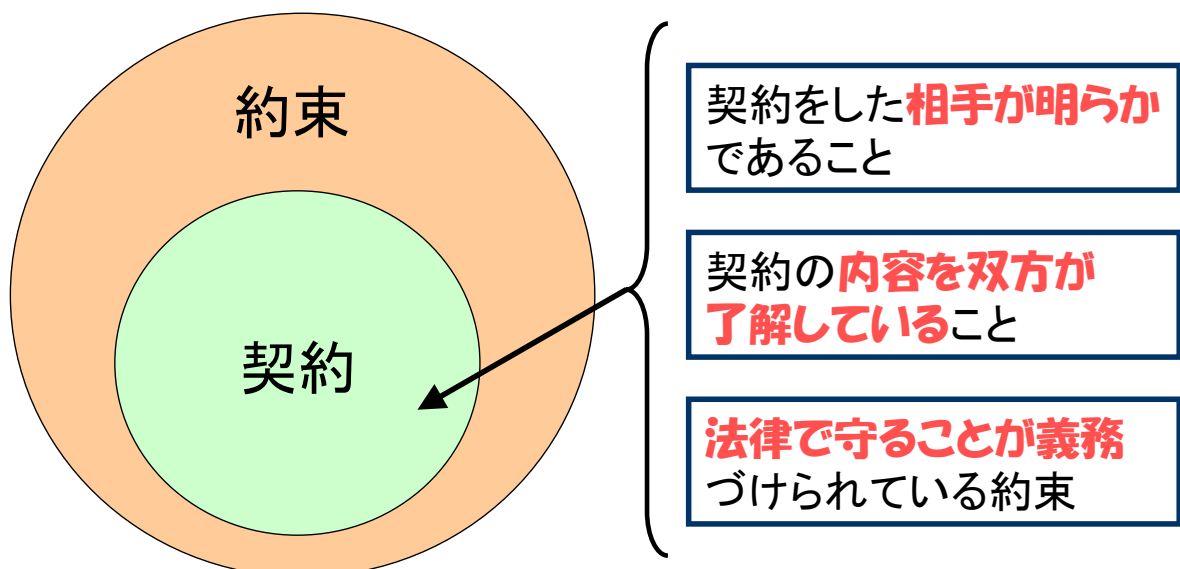 約束
契約
契約をした相手が明らか
であること
契約の内容を双方が
了解していること
法律で守ることが義務
づけられている約束